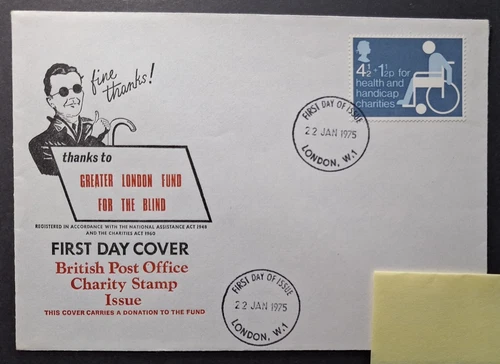 fine
thanks!
4½+1½p for
health and
handicap
charities
FIRST DAY OF ISSUE
22 JAN 1975
LONDON, W.1
thanks to
GREATER LONDON FUND
FOR THE BLIND
REGISTERED IN ACCORDANCE WITH THE NATIONAL ASSISTANCE ACT 1948
AND THE CHARITIES ACT 1960
FIRST DAY COVER
British Post Office
Charity Stamp
Issue
THIS COVER CARRIES A DONATION TO THE FUND
FIRST DAY OF ISSUE
22 JAN 1975
LONDON, W.1